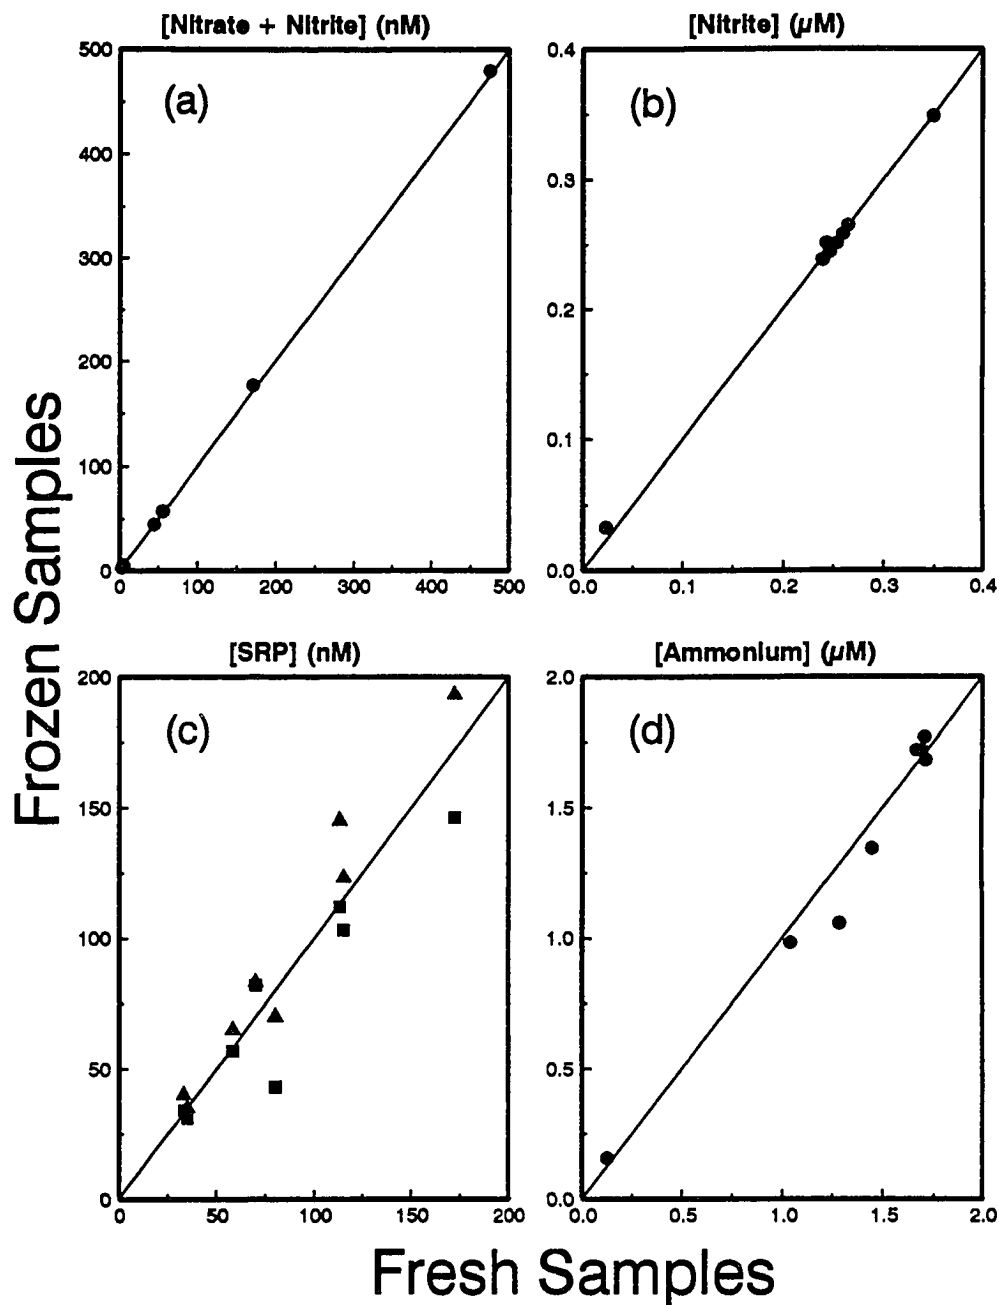 [Nitrate + Nitrite] (nM)
[Nitrite] (µM)
500
400
300
200
100
0
(a)
0 100 200 300 400 500
0.4
0.3
0.2
0.1
0.0
(b)
0.0 0.1 0.2 0.3 0.4
Frozen Samples
[SRP] (nM)
[Ammonium] (µM)
200
150
100
50
0
(c)
0 50 100 150 200
2.0
1.5
1.0
0.5
0.0
(d)
0.0 0.5 1.0 1.5 2.0
Fresh Samples